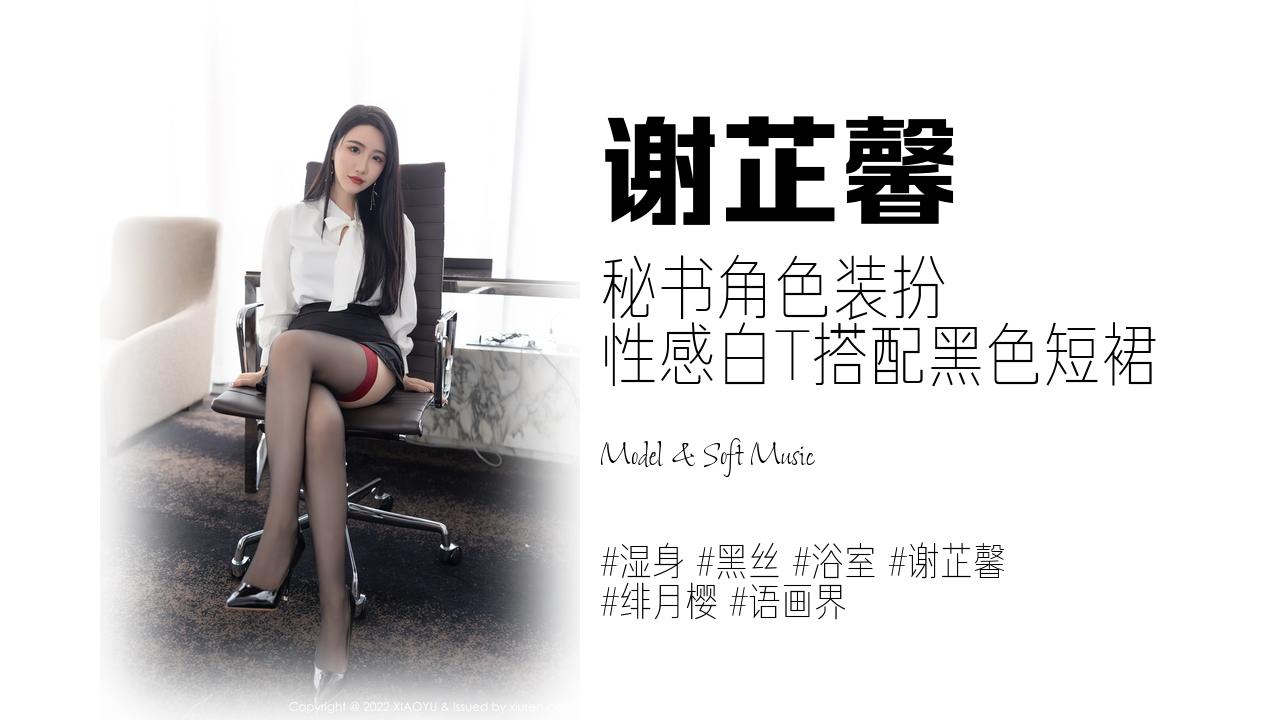 谢芷馨
秘书角色装扮
性感白T搭配黑色短裙
Model & Soft Music
#湿身 #黑丝 #浴室 #谢芷馨
#绯月樱 #语画界
Copyright @ 2022 XIAOYU & Issued by xiuren